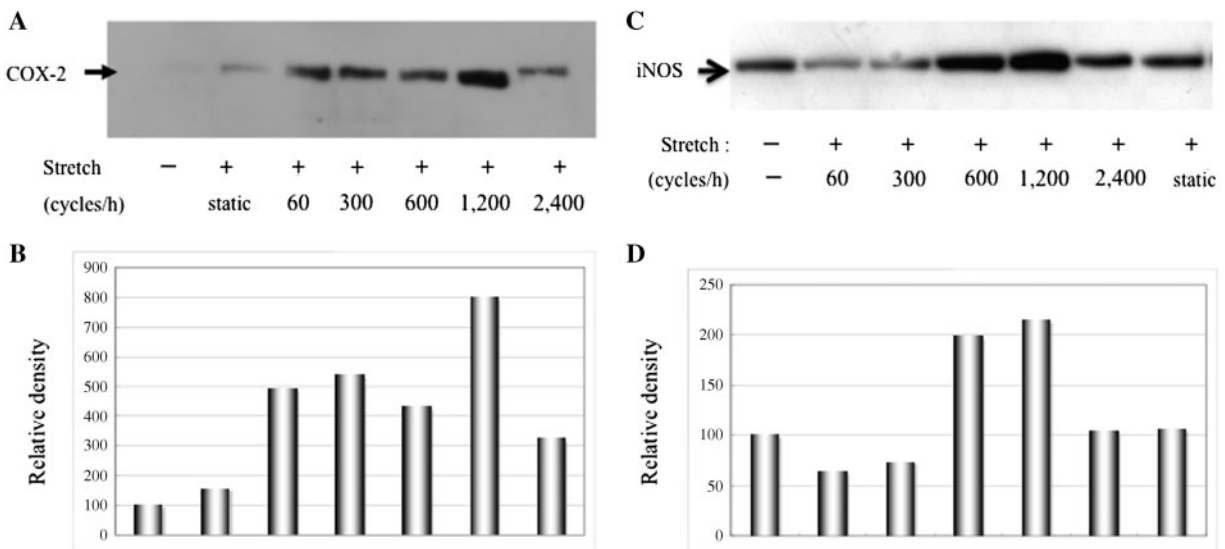 A
COX-2
Stretch − + + + + + +
(cycles/h) static 60 300 600 1,200 2,400
B
900
800
700
600
500
400
300
200
100
0
Relative density
C
iNOS
Stretch : − + + + + + +
(cycles/h) − 60 300 600 1,200 2,400 static
D
250
200
150
100
50
0
Relative density